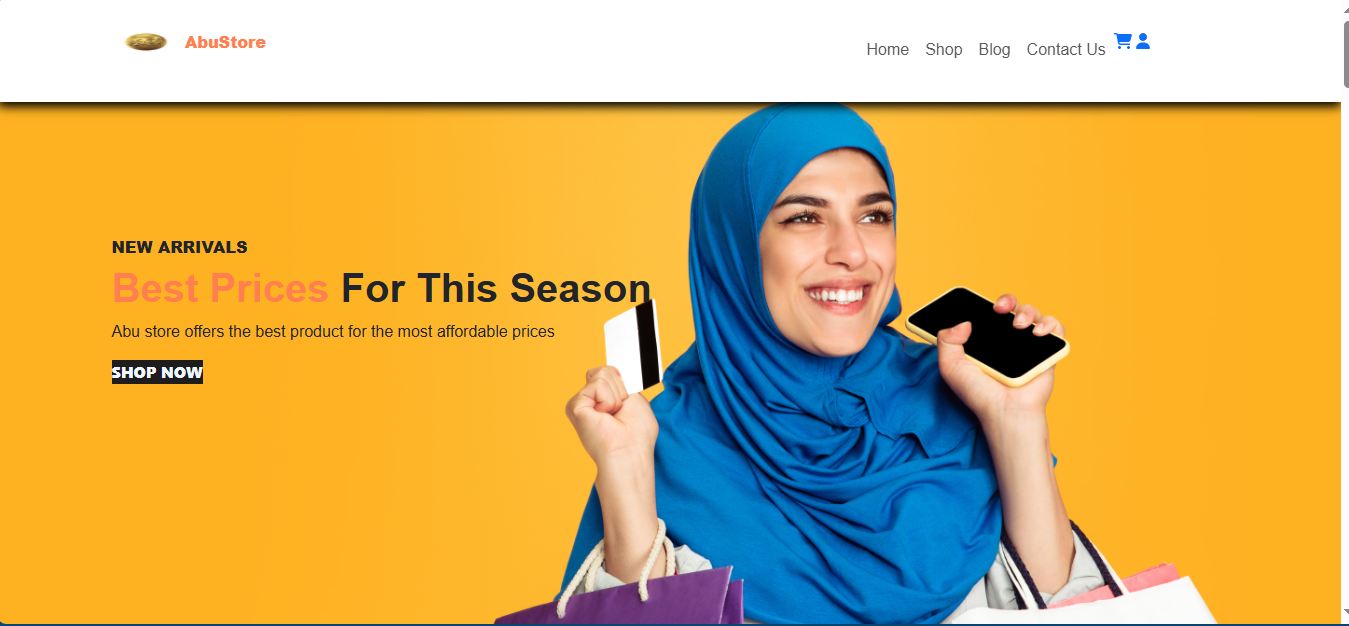 AbuStore
Home Shop Blog Contact Us
NEW ARRIVALS
Best Prices For This Season
Abu store offers the best product for the most affordable prices
SHOP NOW